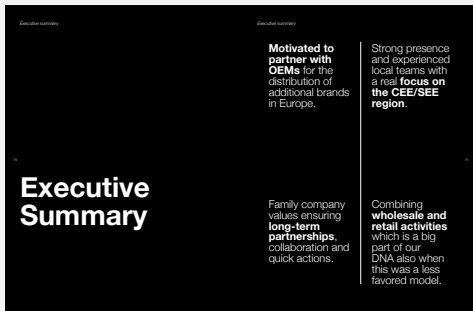 Executive summary
Executive summary
Motivated to
partner with
OEMs for the
distribution of
additional brands
in Europe.
Strong presence
and experienced
local teams with
a real focus on
the CEE/SEE
region.
Executive
Summary
Family company
values ensuring
long-term
partnerships,
collaboration and
quick actions.
Combining
wholesale and
retail activities
which is a big
part of our
DNA also when
this was a less
favored model.